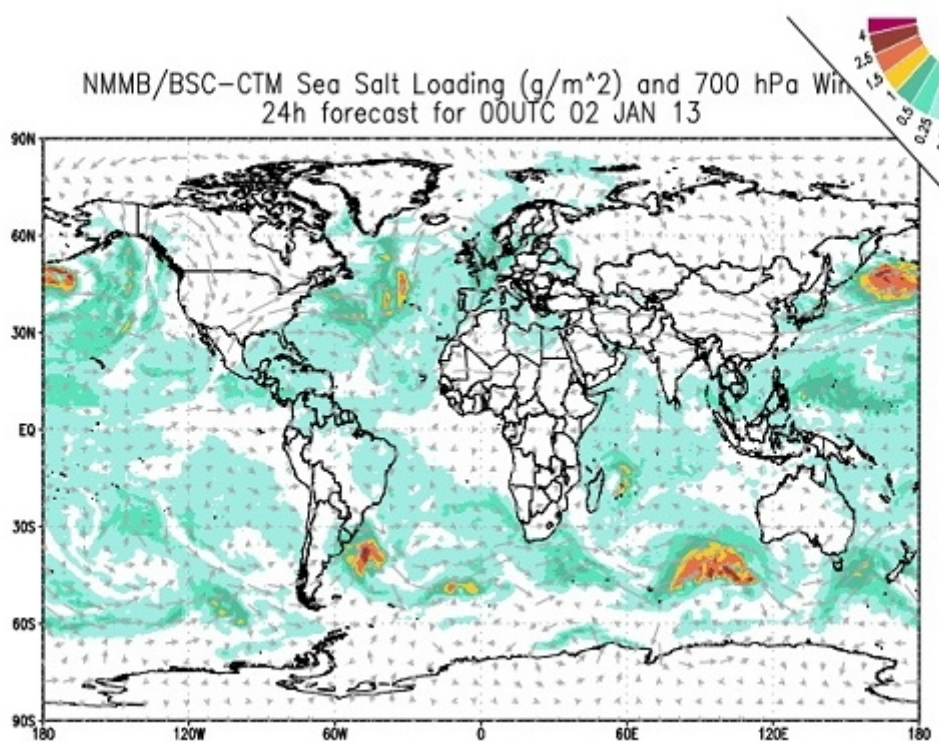 NMMB/BSC-CTM Sea Salt Loading (g/m^2) and 700 hPa Win
24h forecast for 00UTC 02 JAN 13
4
2.5
1.5
1
0.5
0.25
90N
60N
30N
EQ
30S
60S
90S
180
120W
60W
0
60E
120E
180